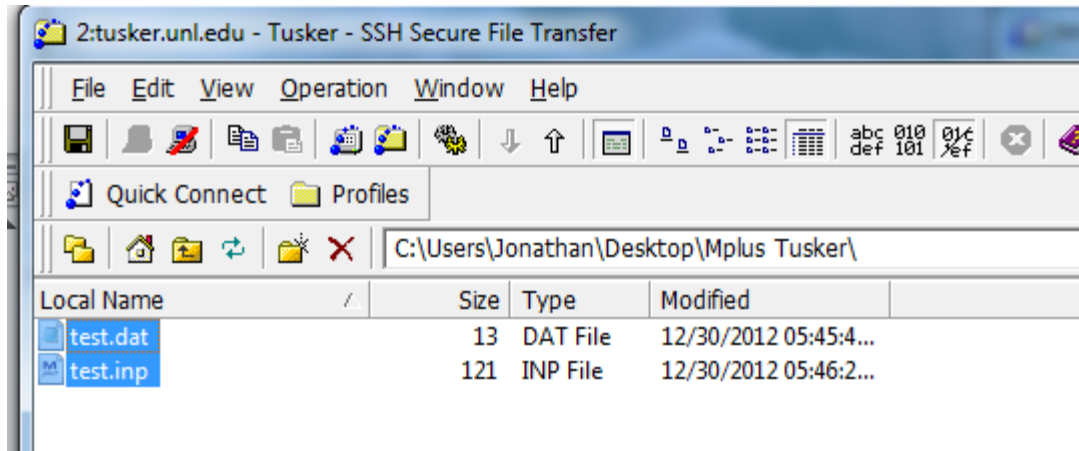 2:tusker.unl.edu - Tusker - SSH Secure File Transfer
File Edit View Operation Window Help
abc def 010 101
Quick Connect Profiles
C:\Users\Jonathan\Desktop\Mplus Tusker\
Local Name Size Type Modified
test.dat 13 DAT File 12/30/2012 05:45:4...
test.inp 121 INP File 12/30/2012 05:46:2...